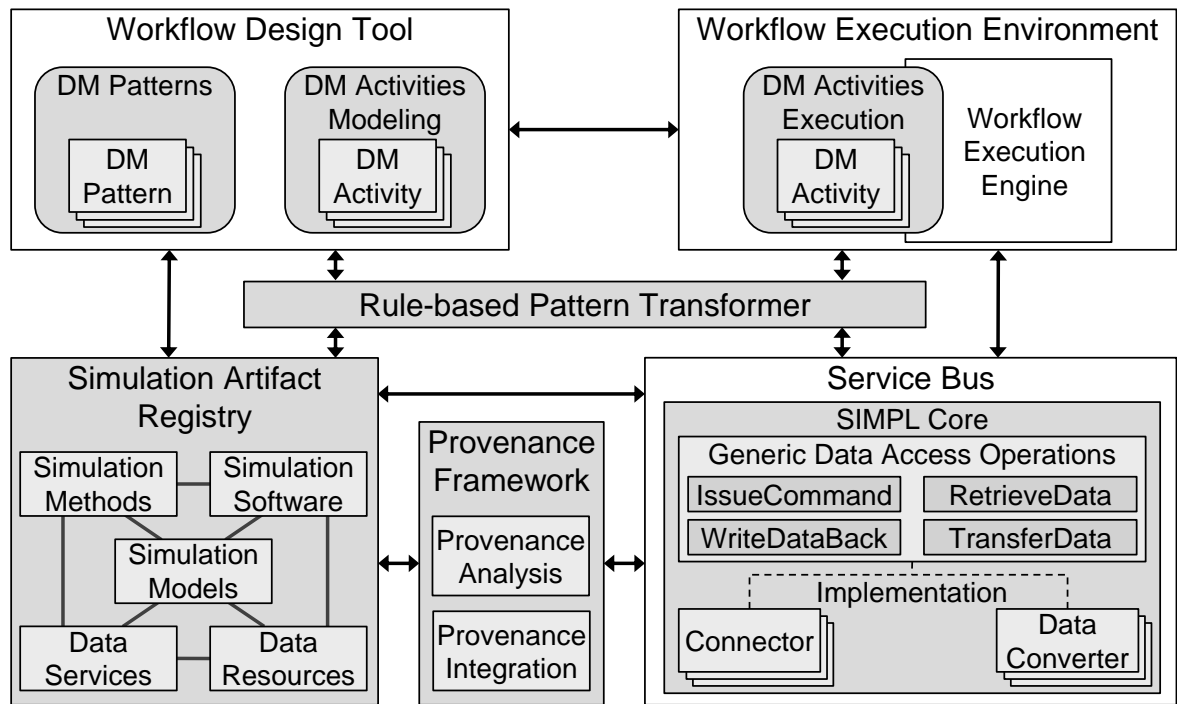 Workflow Design Tool
DM Patterns
DM
Pattern
DM Activities
Modeling
DM
Activity
Workflow Execution Environment
DM Activities
Execution
DM
Activity
Workflow
Execution
Engine
Rule-based Pattern Transformer
Simulation Artifact
Registry
Simulation
Methods
Simulation
Software
Simulation
Models
Data
Services
Data
Resources
Provenance
Framework
Provenance
Analysis
Provenance
Integration
Service Bus
SIMPL Core
Generic Data Access Operations
IssueCommand
RetrieveData
WriteDataBack
TransferData
Implementation
Connector
Data
Converter